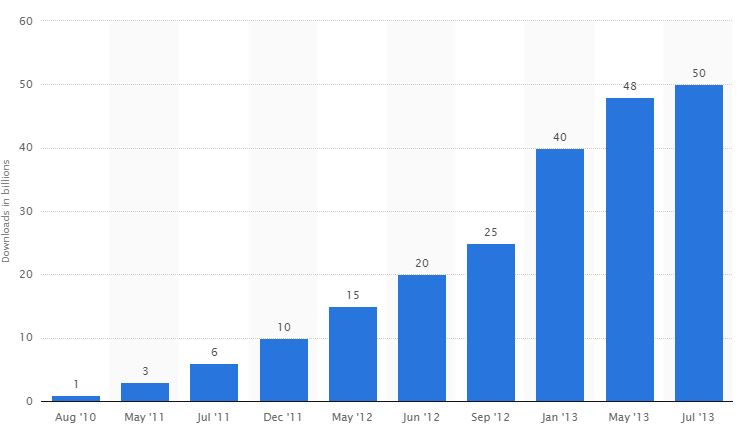 Downloads in billions
60
50
40
30
20
10
0
1
3
6
10
15
20
25
40
48
50
Aug '10
May '11
Jul '11
Dec '11
May '12
Jun '12
Sep '12
Jan '13
May '13
Jul '13